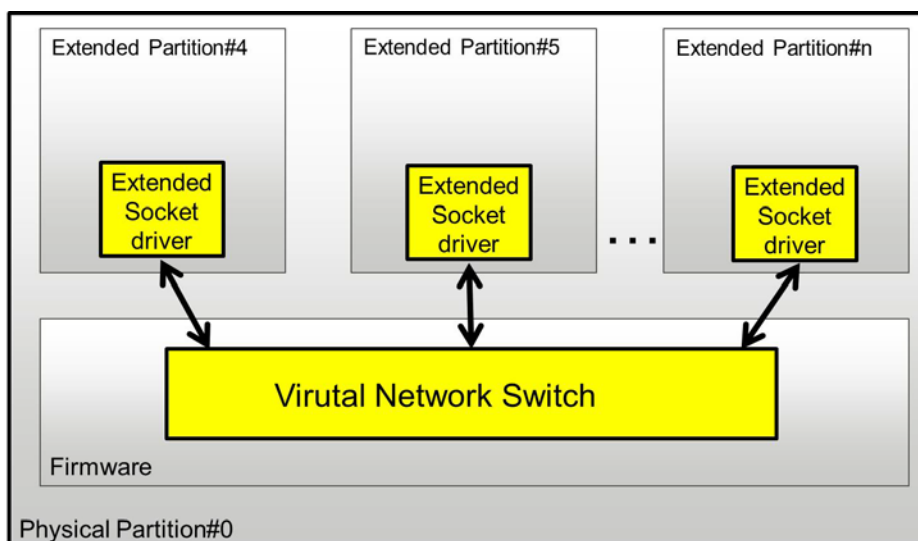 Extended Partition#4
Extended Partition#5
Extended Partition#n
Extended
Socket
driver
Extended
Socket
driver
...
Extended
Socket
driver
Virutal Network Switch
Firmware
Physical Partition#0